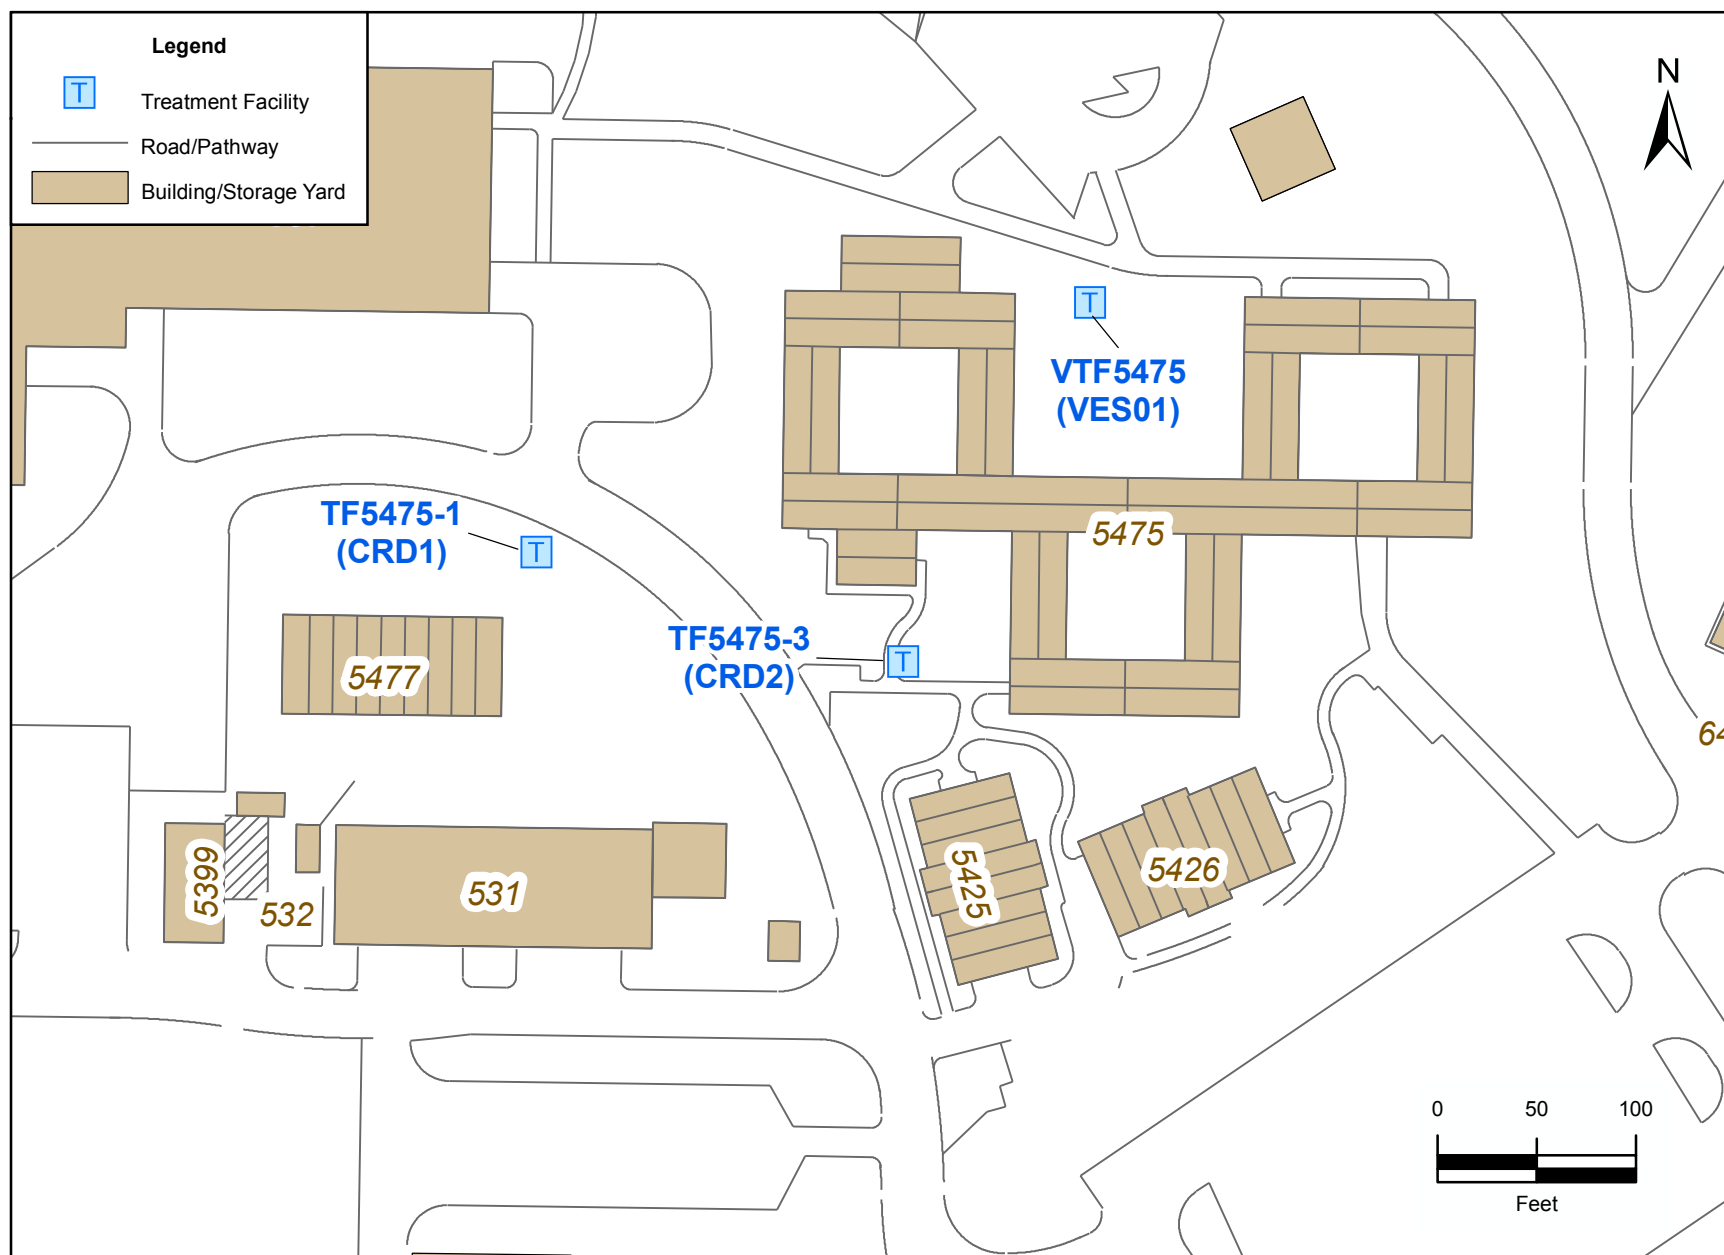 Legend
T
Treatment Facility
Road/Pathway
Building/Storage Yard
N
T
VTF5475
(VES01)
TF5475-1
(CRD1)
T
5475
TF5475-3
(CRD2)
T
5477
64
5399
532
531
5425
5426
0 50 100
Feet